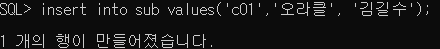 SQL> insert into sub values('c01','오라클', '김길수');
1 개의 행이 만들어졌습니다.